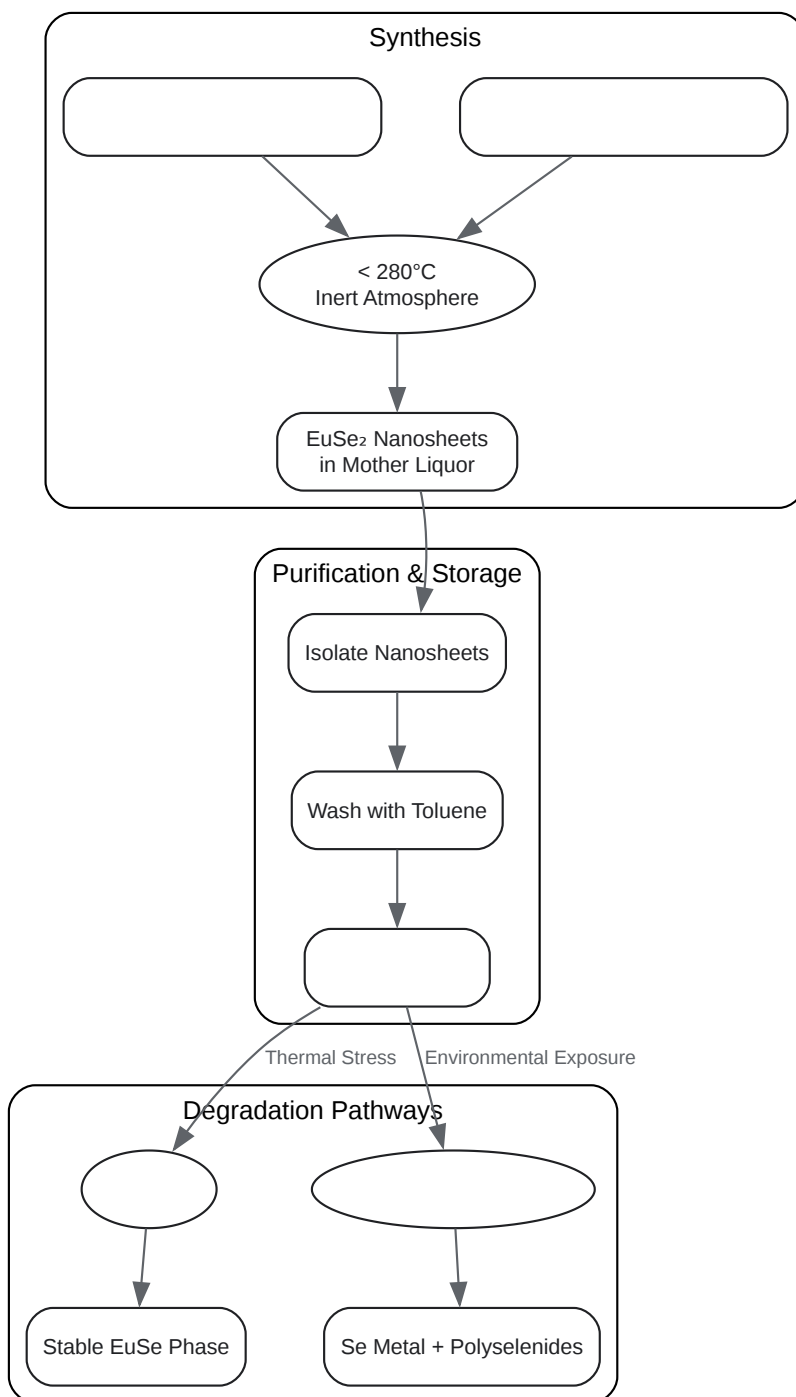 Synthesis
< 280°C
Inert Atmosphere
EuSe₂ Nanosheets
in Mother Liquor
Purification & Storage
Isolate Nanosheets
Wash with Toluene
Thermal Stress
Environmental Exposure
Degradation Pathways
Stable EuSe Phase
Se Metal + Polyselenides